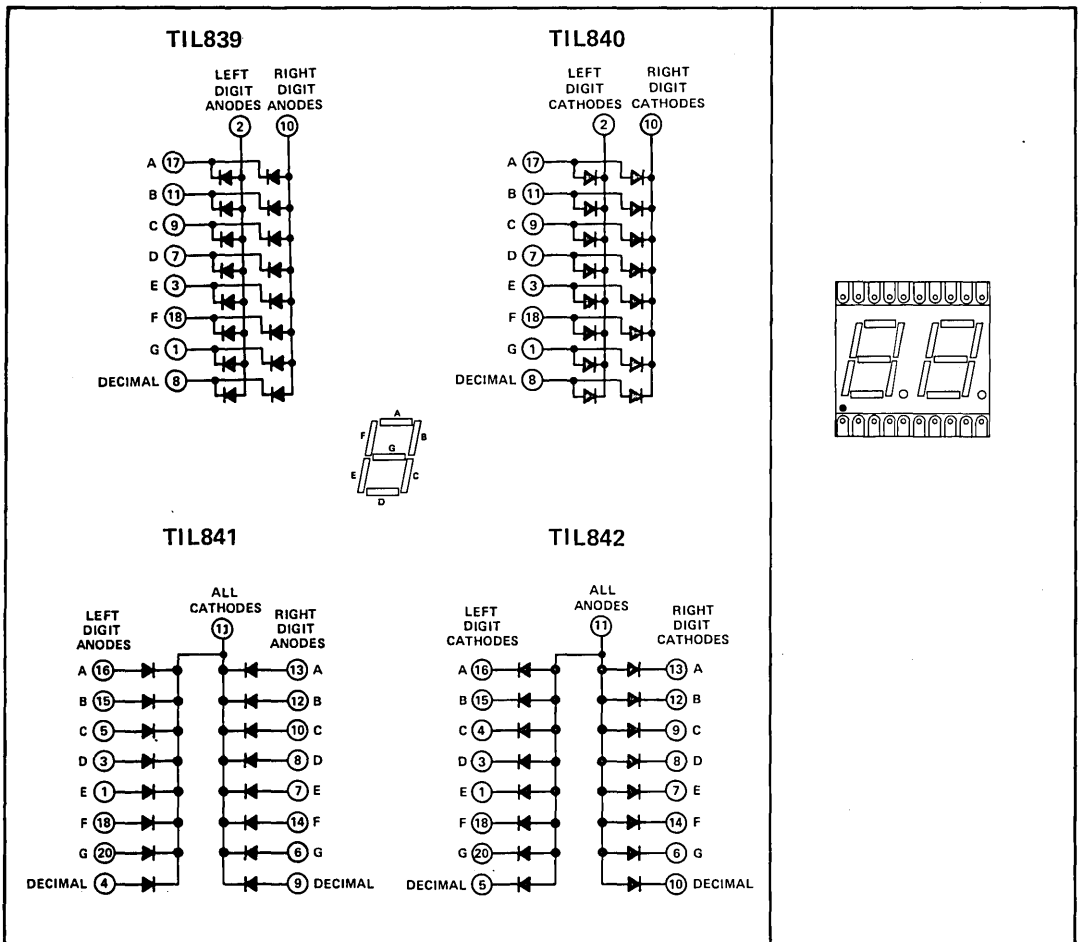 TIL839
LEFT DIGIT ANODES
RIGHT DIGIT ANODES
2
10
A 17
B 11
C 9
D 7
E 3
F 18
G 1
DECIMAL 8
TIL840
LEFT DIGIT CATHODES
RIGHT DIGIT CATHODES
2
10
A 17
B 11
C 9
D 7
E 3
F 18
G 1
DECIMAL 8
A
F
B
G
E
C
D
TIL841
LEFT DIGIT ANODES
ALL CATHODES
11
RIGHT DIGIT ANODES
A 16
13 A
B 15
12 B
C 5
10 C
D 3
8 D
E 1
7 E
F 18
14 F
G 20
6 G
DECIMAL 4
9 DECIMAL
TIL842
LEFT DIGIT CATHODES
ALL ANODES
11
RIGHT DIGIT CATHODES
A 16
13 A
B 15
12 B
C 4
9 C
D 3
8 D
E 1
7 E
F 18
14 F
G 20
6 G
DECIMAL 5
10 DECIMAL